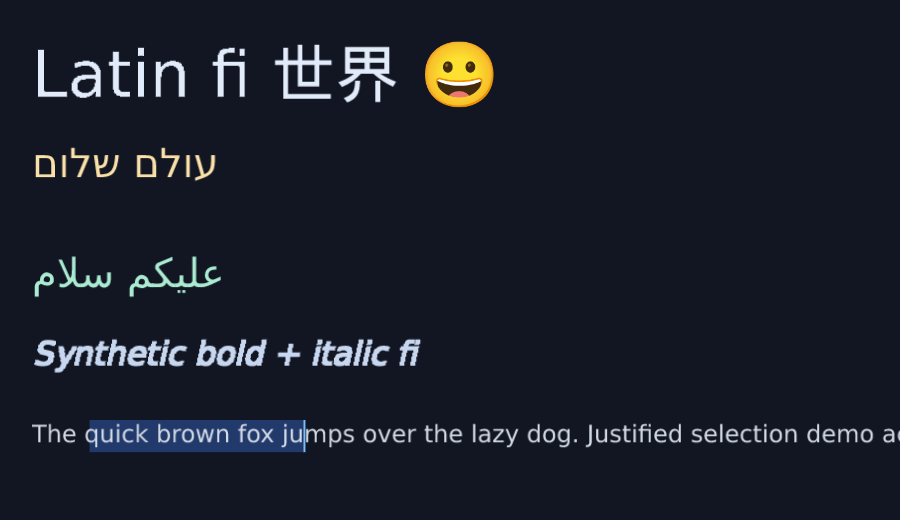 Latin fi 世界 😀
עולם שלום
عليكم سلام
Synthetic bold + italic fi
The quick brown fox jumps over the lazy dog. Justified selection demo